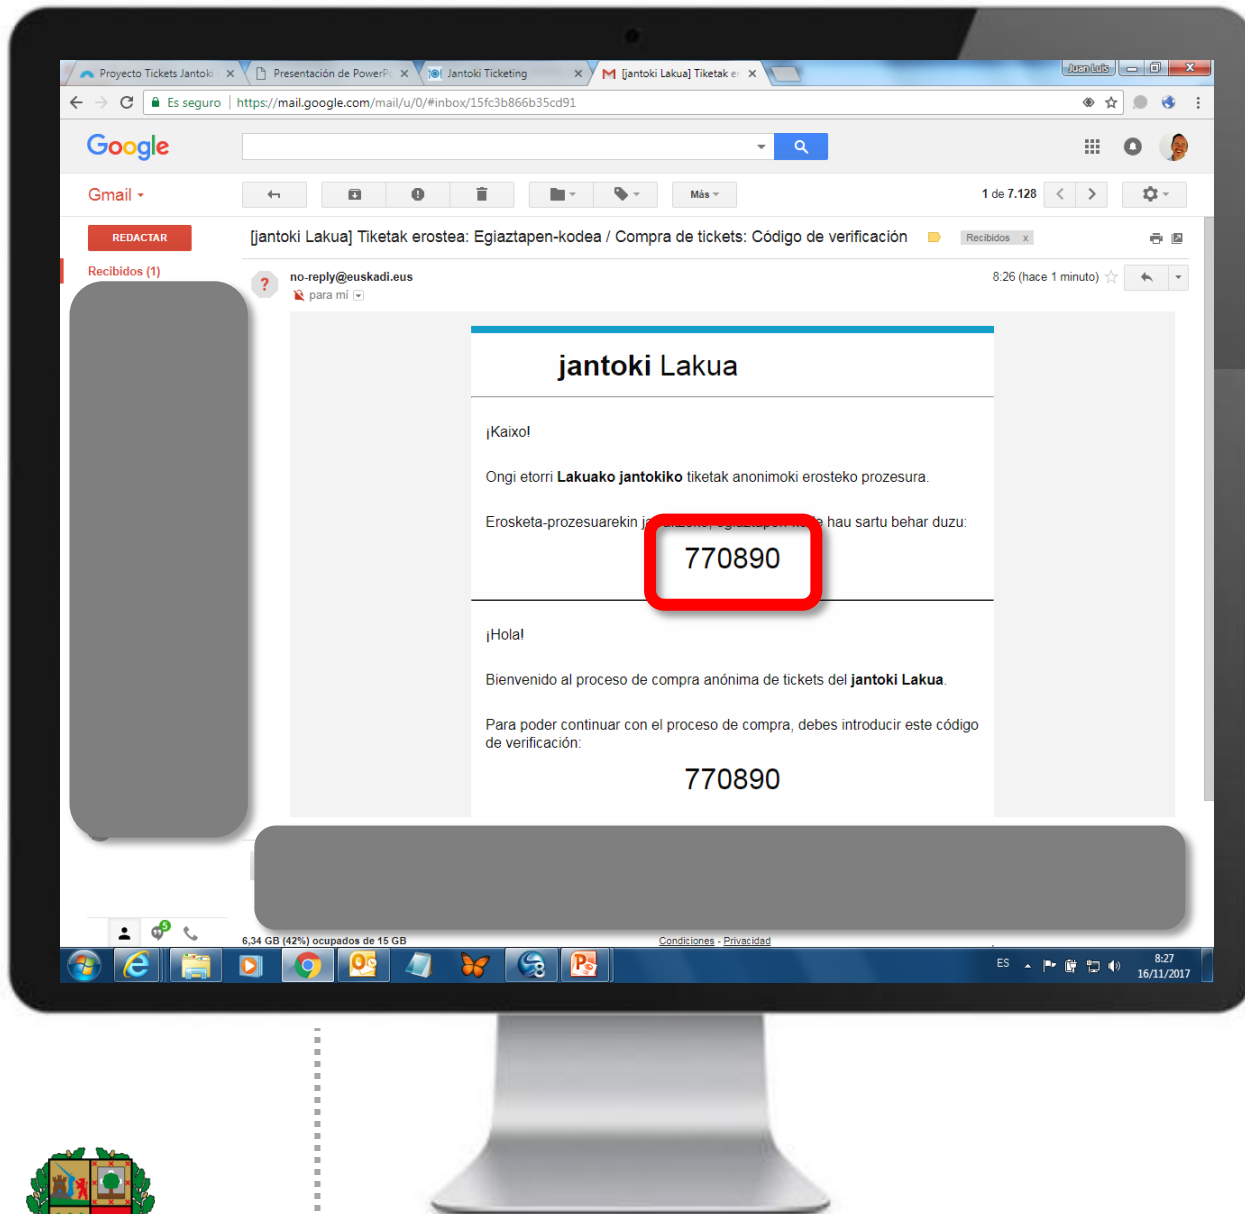 Proyecto Tickets Jantoki
Presentación de PowerP
Jantoki Ticketing
[jantoki Lakua] Tiketak er
Juan Luis
Es seguro
https://mail.google.com/mail/u/0/#inbox/15fc3b866b35cd91
Google
Gmail
Más
1 de 7.128
REDACTAR
[jantoki Lakua] Tiketak erostea: Egiaztapen-kodea / Compra de tickets: Código de verificación
Recibidos x
Recibidos (1)
no-reply@euskadi.eus
8:26 (hace 1 minuto)
para mí
jantoki Lakua
¡Kaixo!
Ongi etorri Lakuako jantokiko tiketak anonimoki erosteko prozesura.
Erosketa-prozesuarekin hau sartu behar duzu:
770890
¡Hola!
Bienvenido al proceso de compra anónima de tickets del jantoki Lakua.
Para poder continuar con el proceso de compra, debes introducir este código
de verificación:
770890
5
6,34 GB (42%) ocupados de 15 GB
Condiciones - Privacidad
ES
8:27
16/11/2017